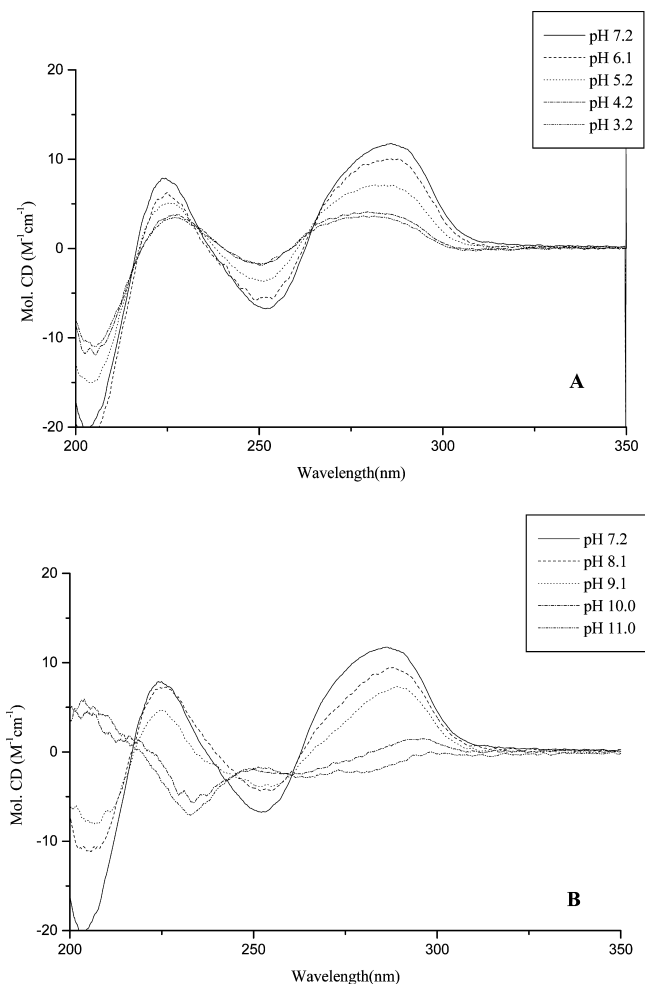 pH 7.2
pH 6.1
pH 5.2
pH 4.2
pH 3.2
20
10
0
-10
-20
Mol. CD (M⁻¹cm⁻¹)
A
200
250
300
350
Wavelength(nm)
pH 7.2
pH 8.1
pH 9.1
pH 10.0
pH 11.0
20
10
0
-10
-20
Mol. CD (M⁻¹cm⁻¹)
B
200
250
300
350
Wavelength(nm)